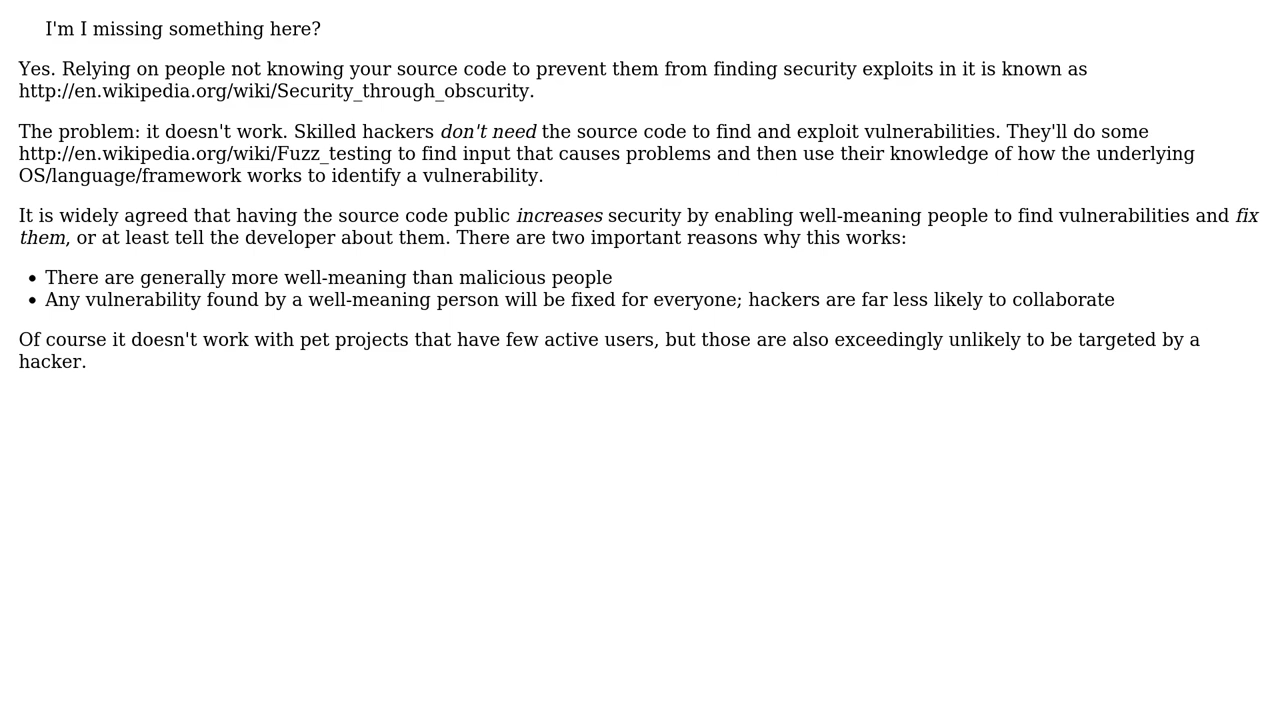 I'm I missing something here?
Yes. Relying on people not knowing your source code to prevent them from finding security exploits in it is known as
http://en.wikipedia.org/wiki/Security_through_obscurity.
The problem: it doesn't work. Skilled hackers don't need the source code to find and exploit vulnerabilities. They'll do some
http://en.wikipedia.org/wiki/Fuzz_testing to find input that causes problems and then use their knowledge of how the underlying
OS/language/framework works to identify a vulnerability.
It is widely agreed that having the source code public increases security by enabling well-meaning people to find vulnerabilities and fix
them, or at least tell the developer about them. There are two important reasons why this works:
• There are generally more well-meaning than malicious people
• Any vulnerability found by a well-meaning person will be fixed for everyone; hackers are far less likely to collaborate
Of course it doesn't work with pet projects that have few active users, but those are also exceedingly unlikely to be targeted by a
hacker.